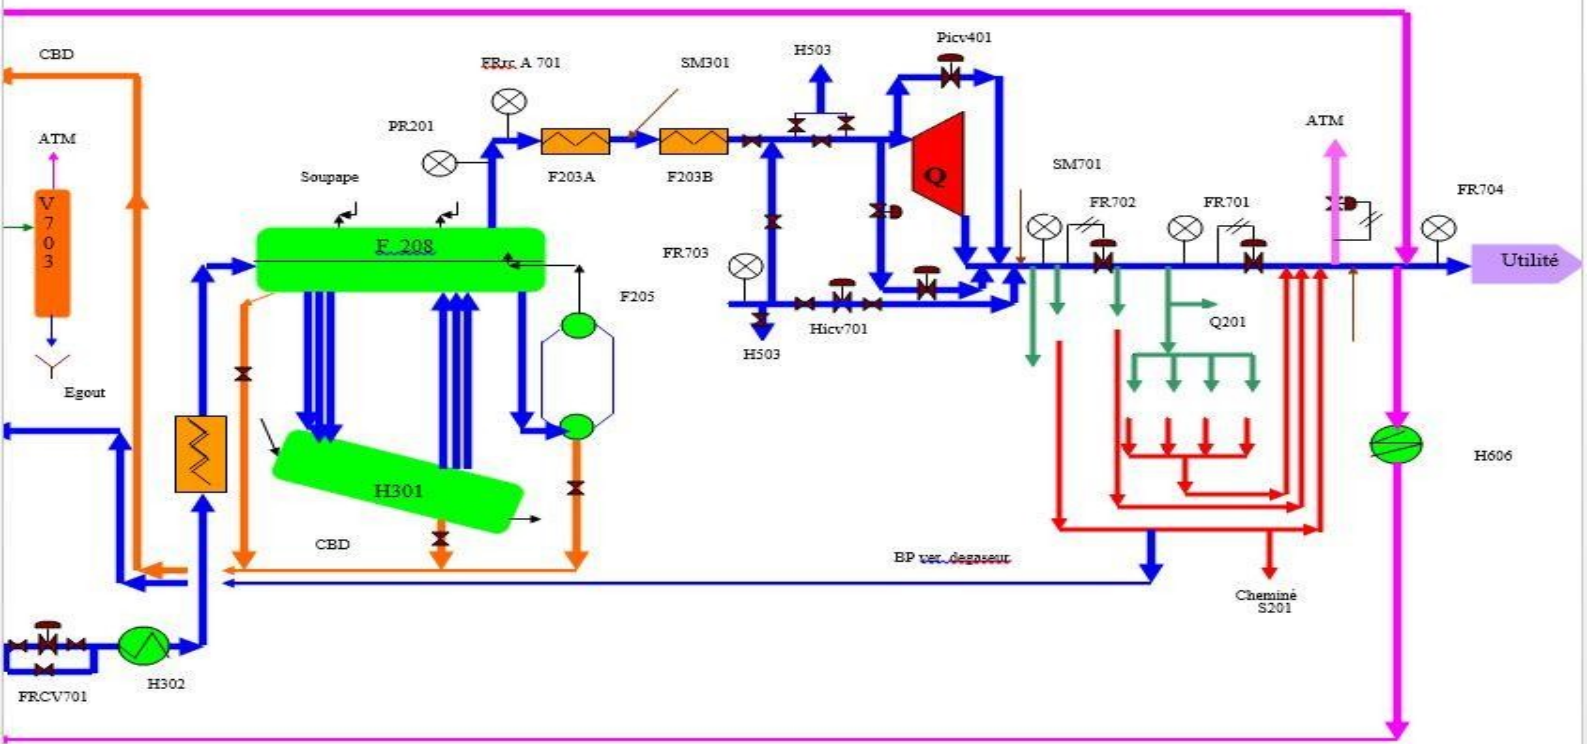 Picv401
CBD
H503
FRrc A 701
SM301
PR201
ATM
ATM
F203A
F203B
Q
SM701
Soupape
FR704
FR702
FR701
V
7
0
3
F 208
FR703
Utilité
F205
Q201
Hicv701
H503
Egout
H606
H301
CBD
BP ver degaseur
Cheminé
S201
H302
FRCV701